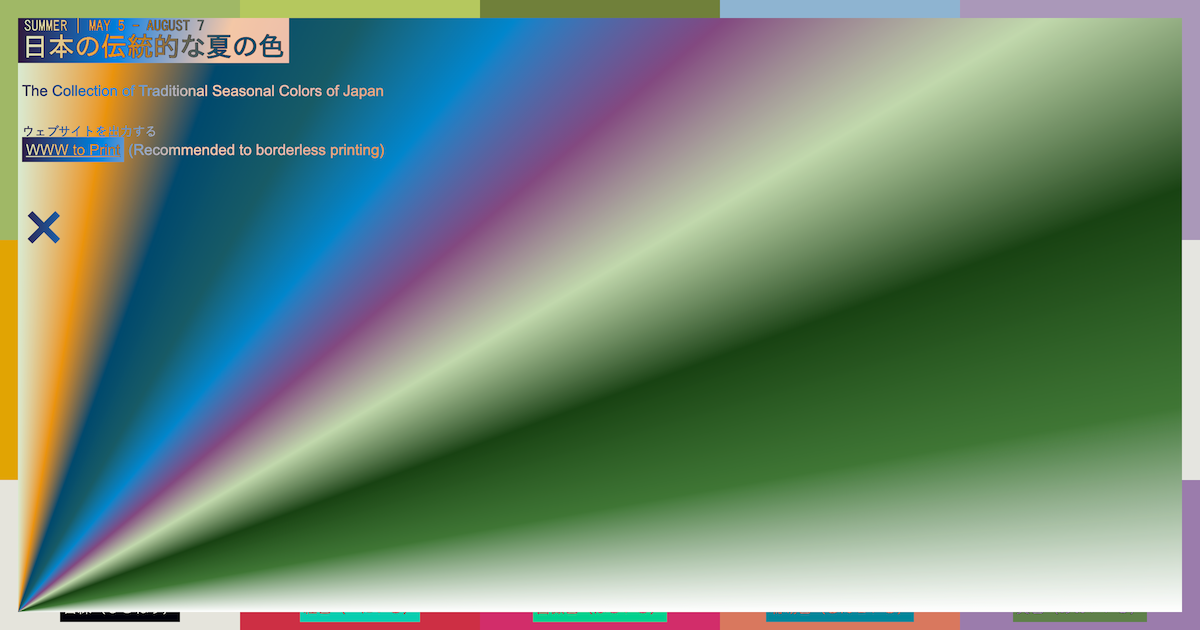 SUMMER | MAY 5 - AUGUST 7
日本の伝統的な夏の色
The Collection of Traditional Seasonal Colors of Japan
ウェブサイトを出力する
WWW to Print (Recommended to borderless printing)